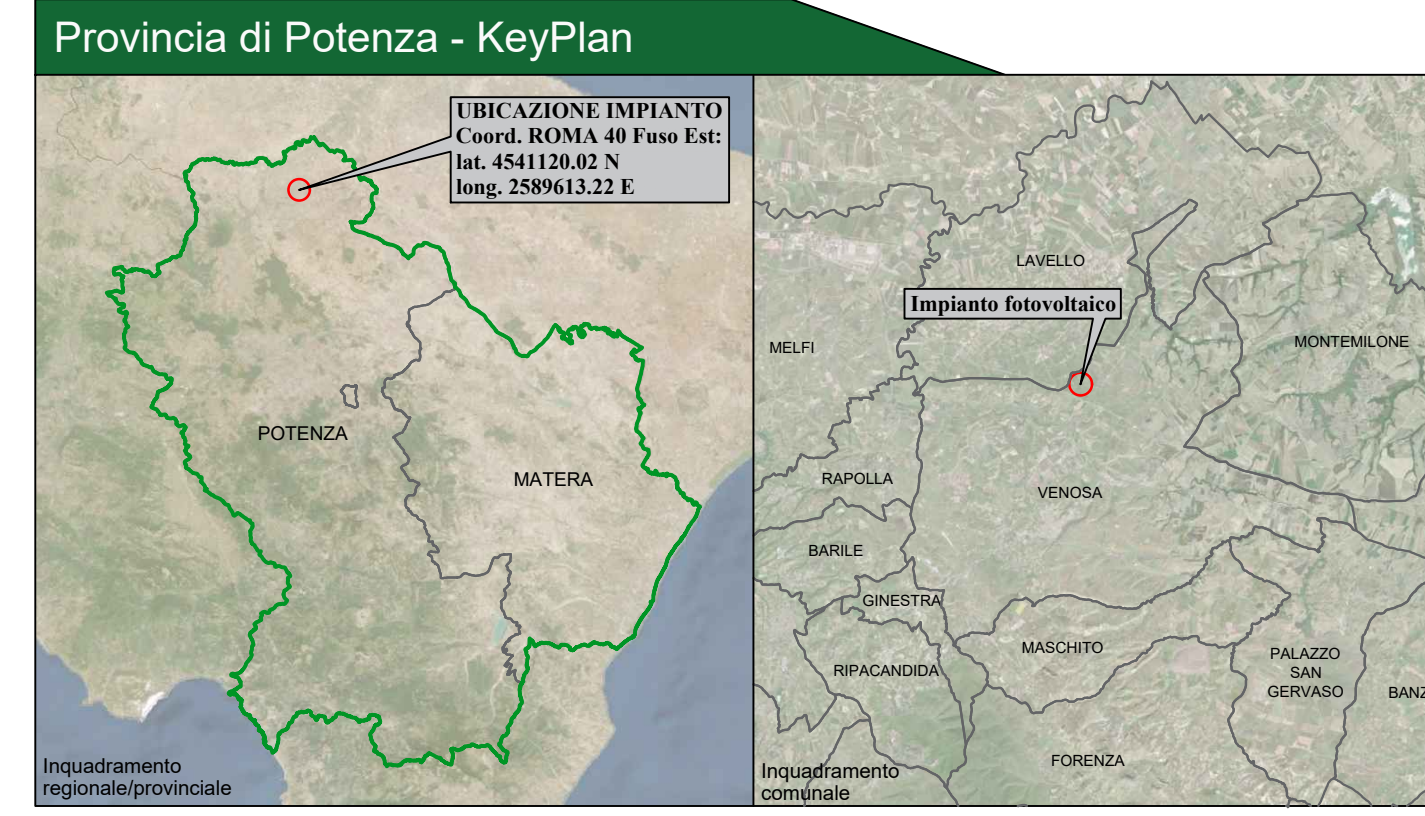 Provincia di Potenza - KeyPlan
UBICAZIONE IMPIANTO
Coord. ROMA 40 Fuso Est:
lat. 4541120.02 N
long. 2589613.22 E
POTENZA
MATERA
Inquadramento
regionale/provinciale
LAVELLO
Impianto fotovoltaico
MELFI
MONTEMILONE
RAPOLLA
VENOSA
BARILE
GINESTRA
MASCHITO
RIPACANDIDA
PALAZZO
SAN
GERVASO
BANZ
FORENZA
Inquadramento
comunale